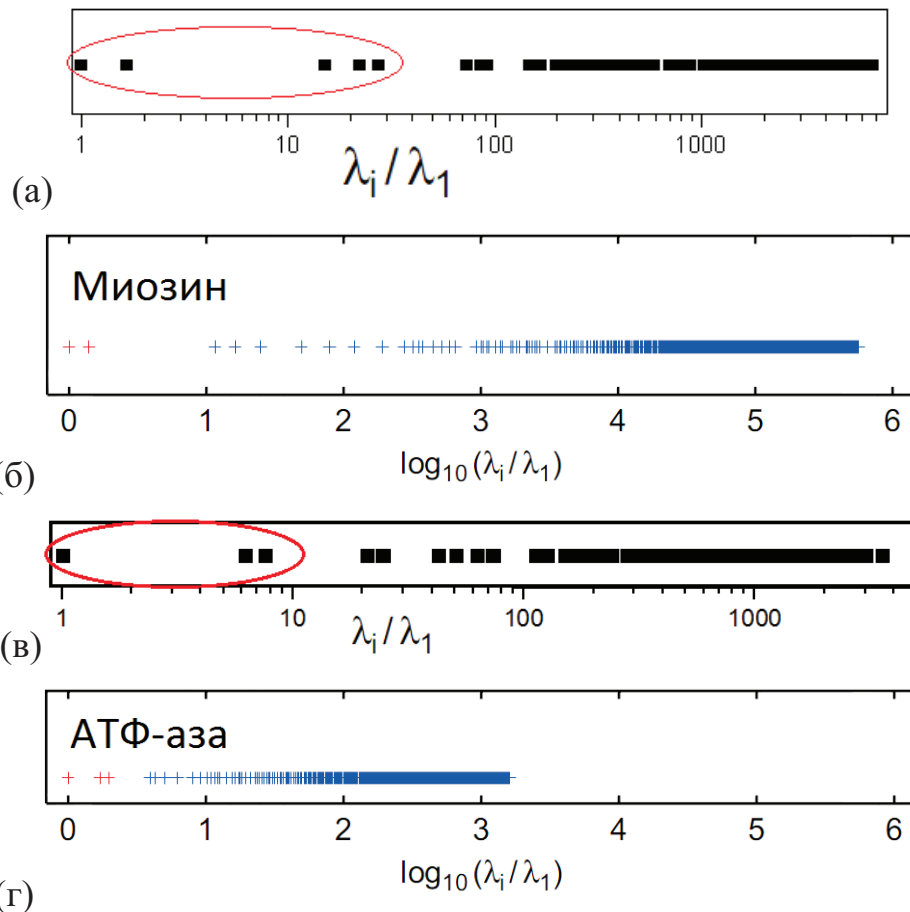 1 10 100 1000
λi / λ1
(а)
Миозин
0 1 2 3 4 5 6
log10(λi/λ1)
(б)
1 10 100 1000
λi / λ1
(в)
АТФ-аза
0 1 2 3 4 5 6
log10(λi/λ1)
(г)